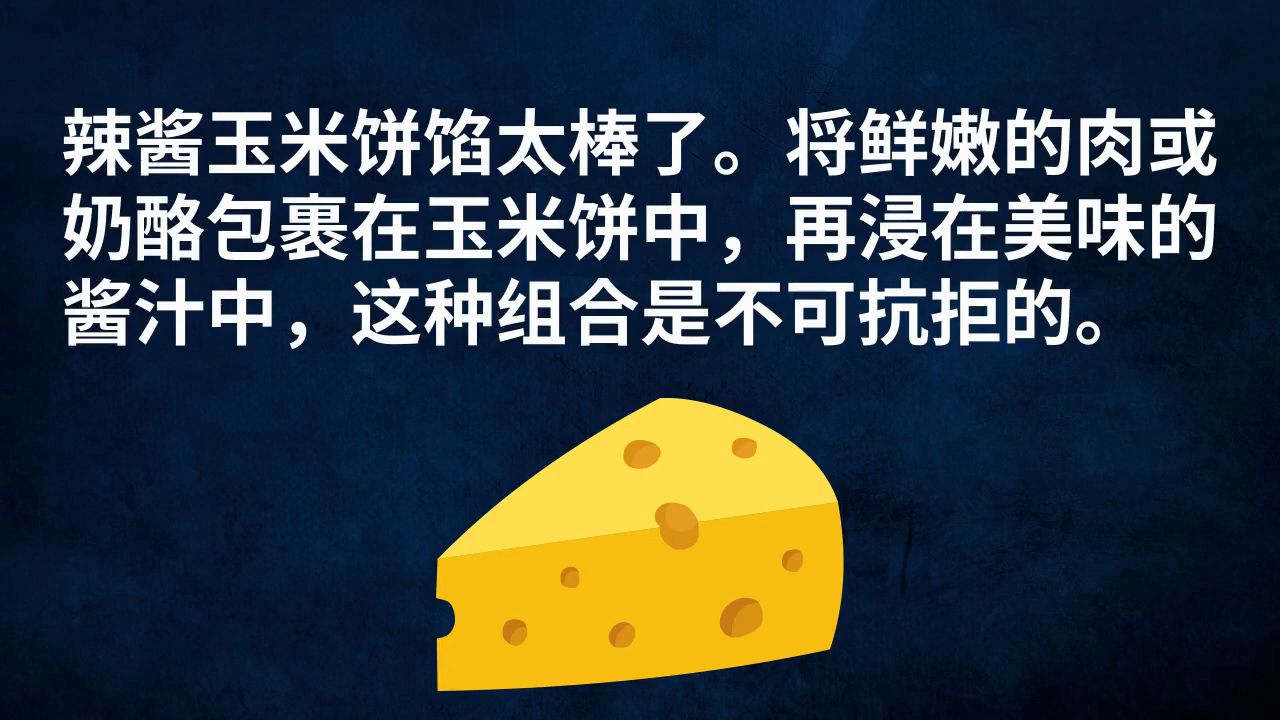 辣酱玉米饼馅太棒了。将鲜嫩的肉或
奶酪包裹在玉米饼中，再浸在美味的
酱汁中，这种组合是不可抗拒的。